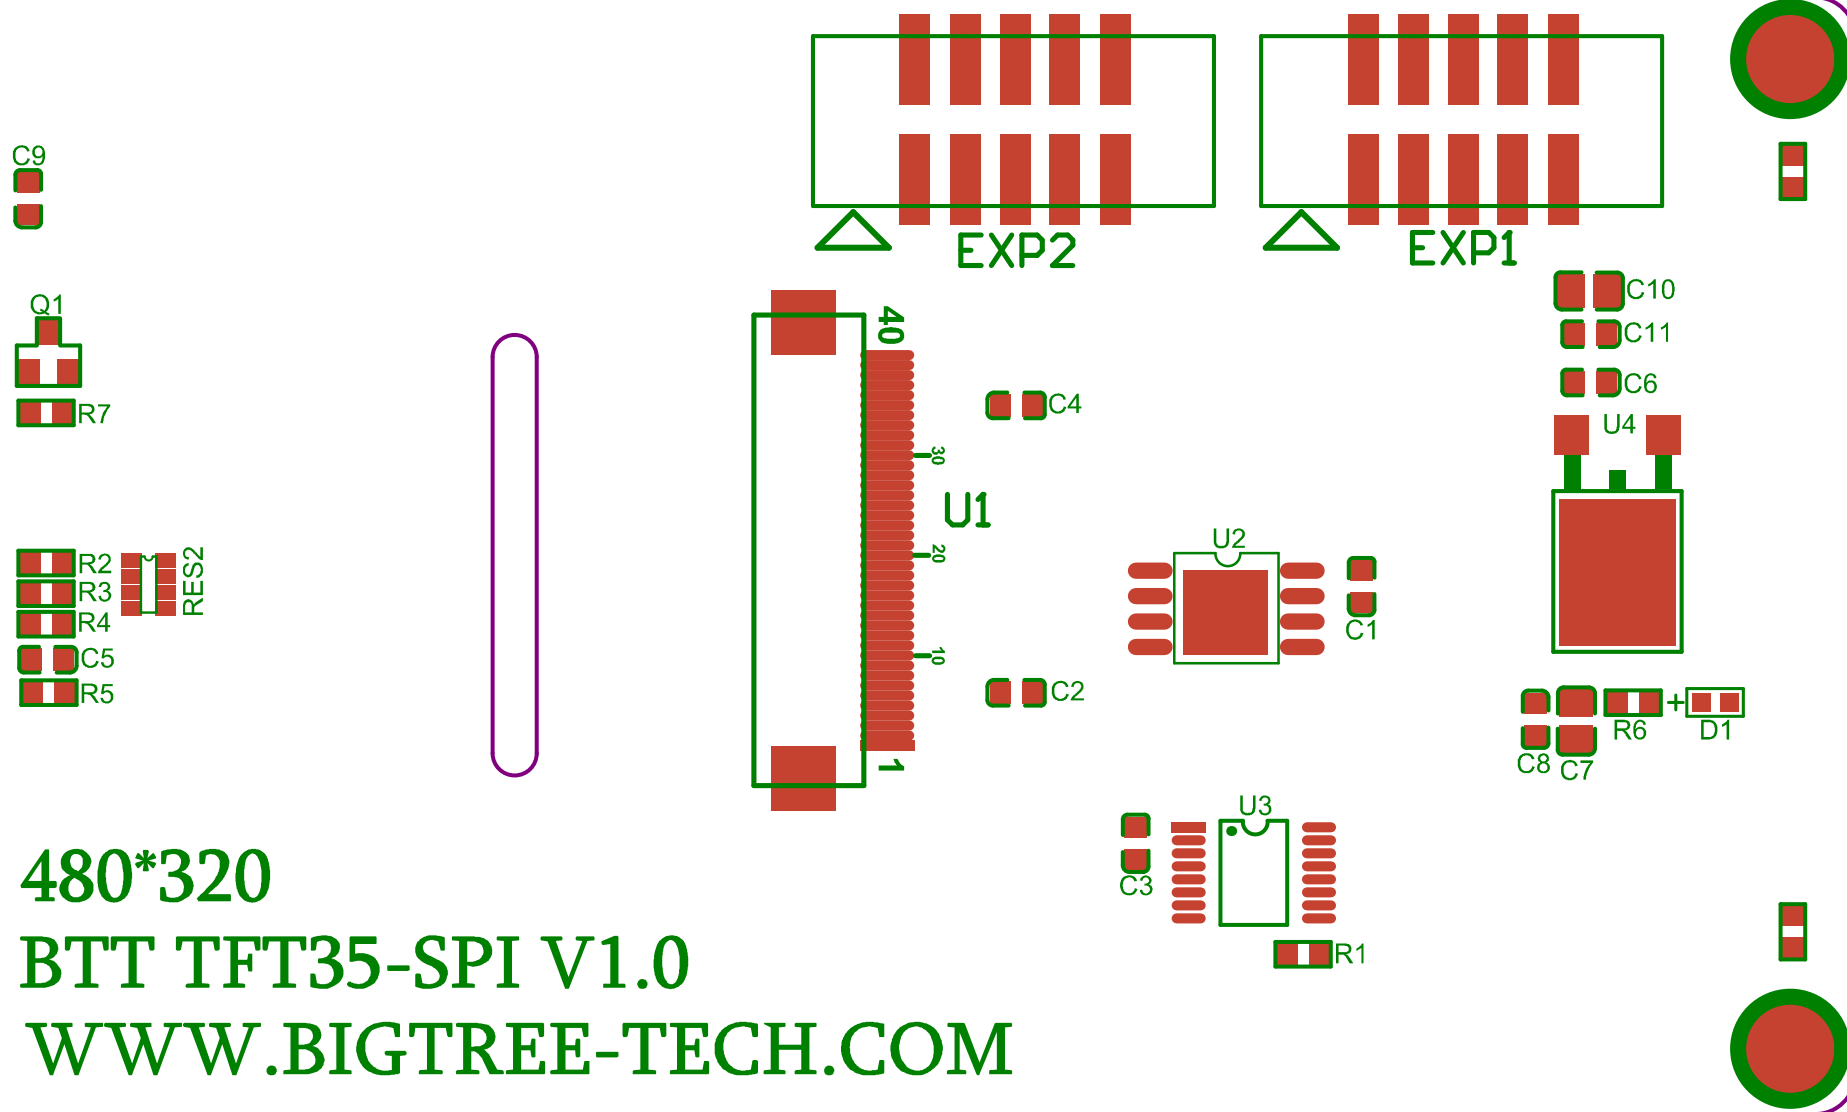 C9
EXP2
EXP1
Q1
C10
40
C11
C6
R7
C4
U4
30
U1
20
U2
R2
R3
RES2
R4
C1
C5
10
R5
C2
+
R6
D1
C8
C7
1
U3
C3
R1
480*320
BTT TFT35-SPI V1.0
WWW.BIGTREE-TECH.COM